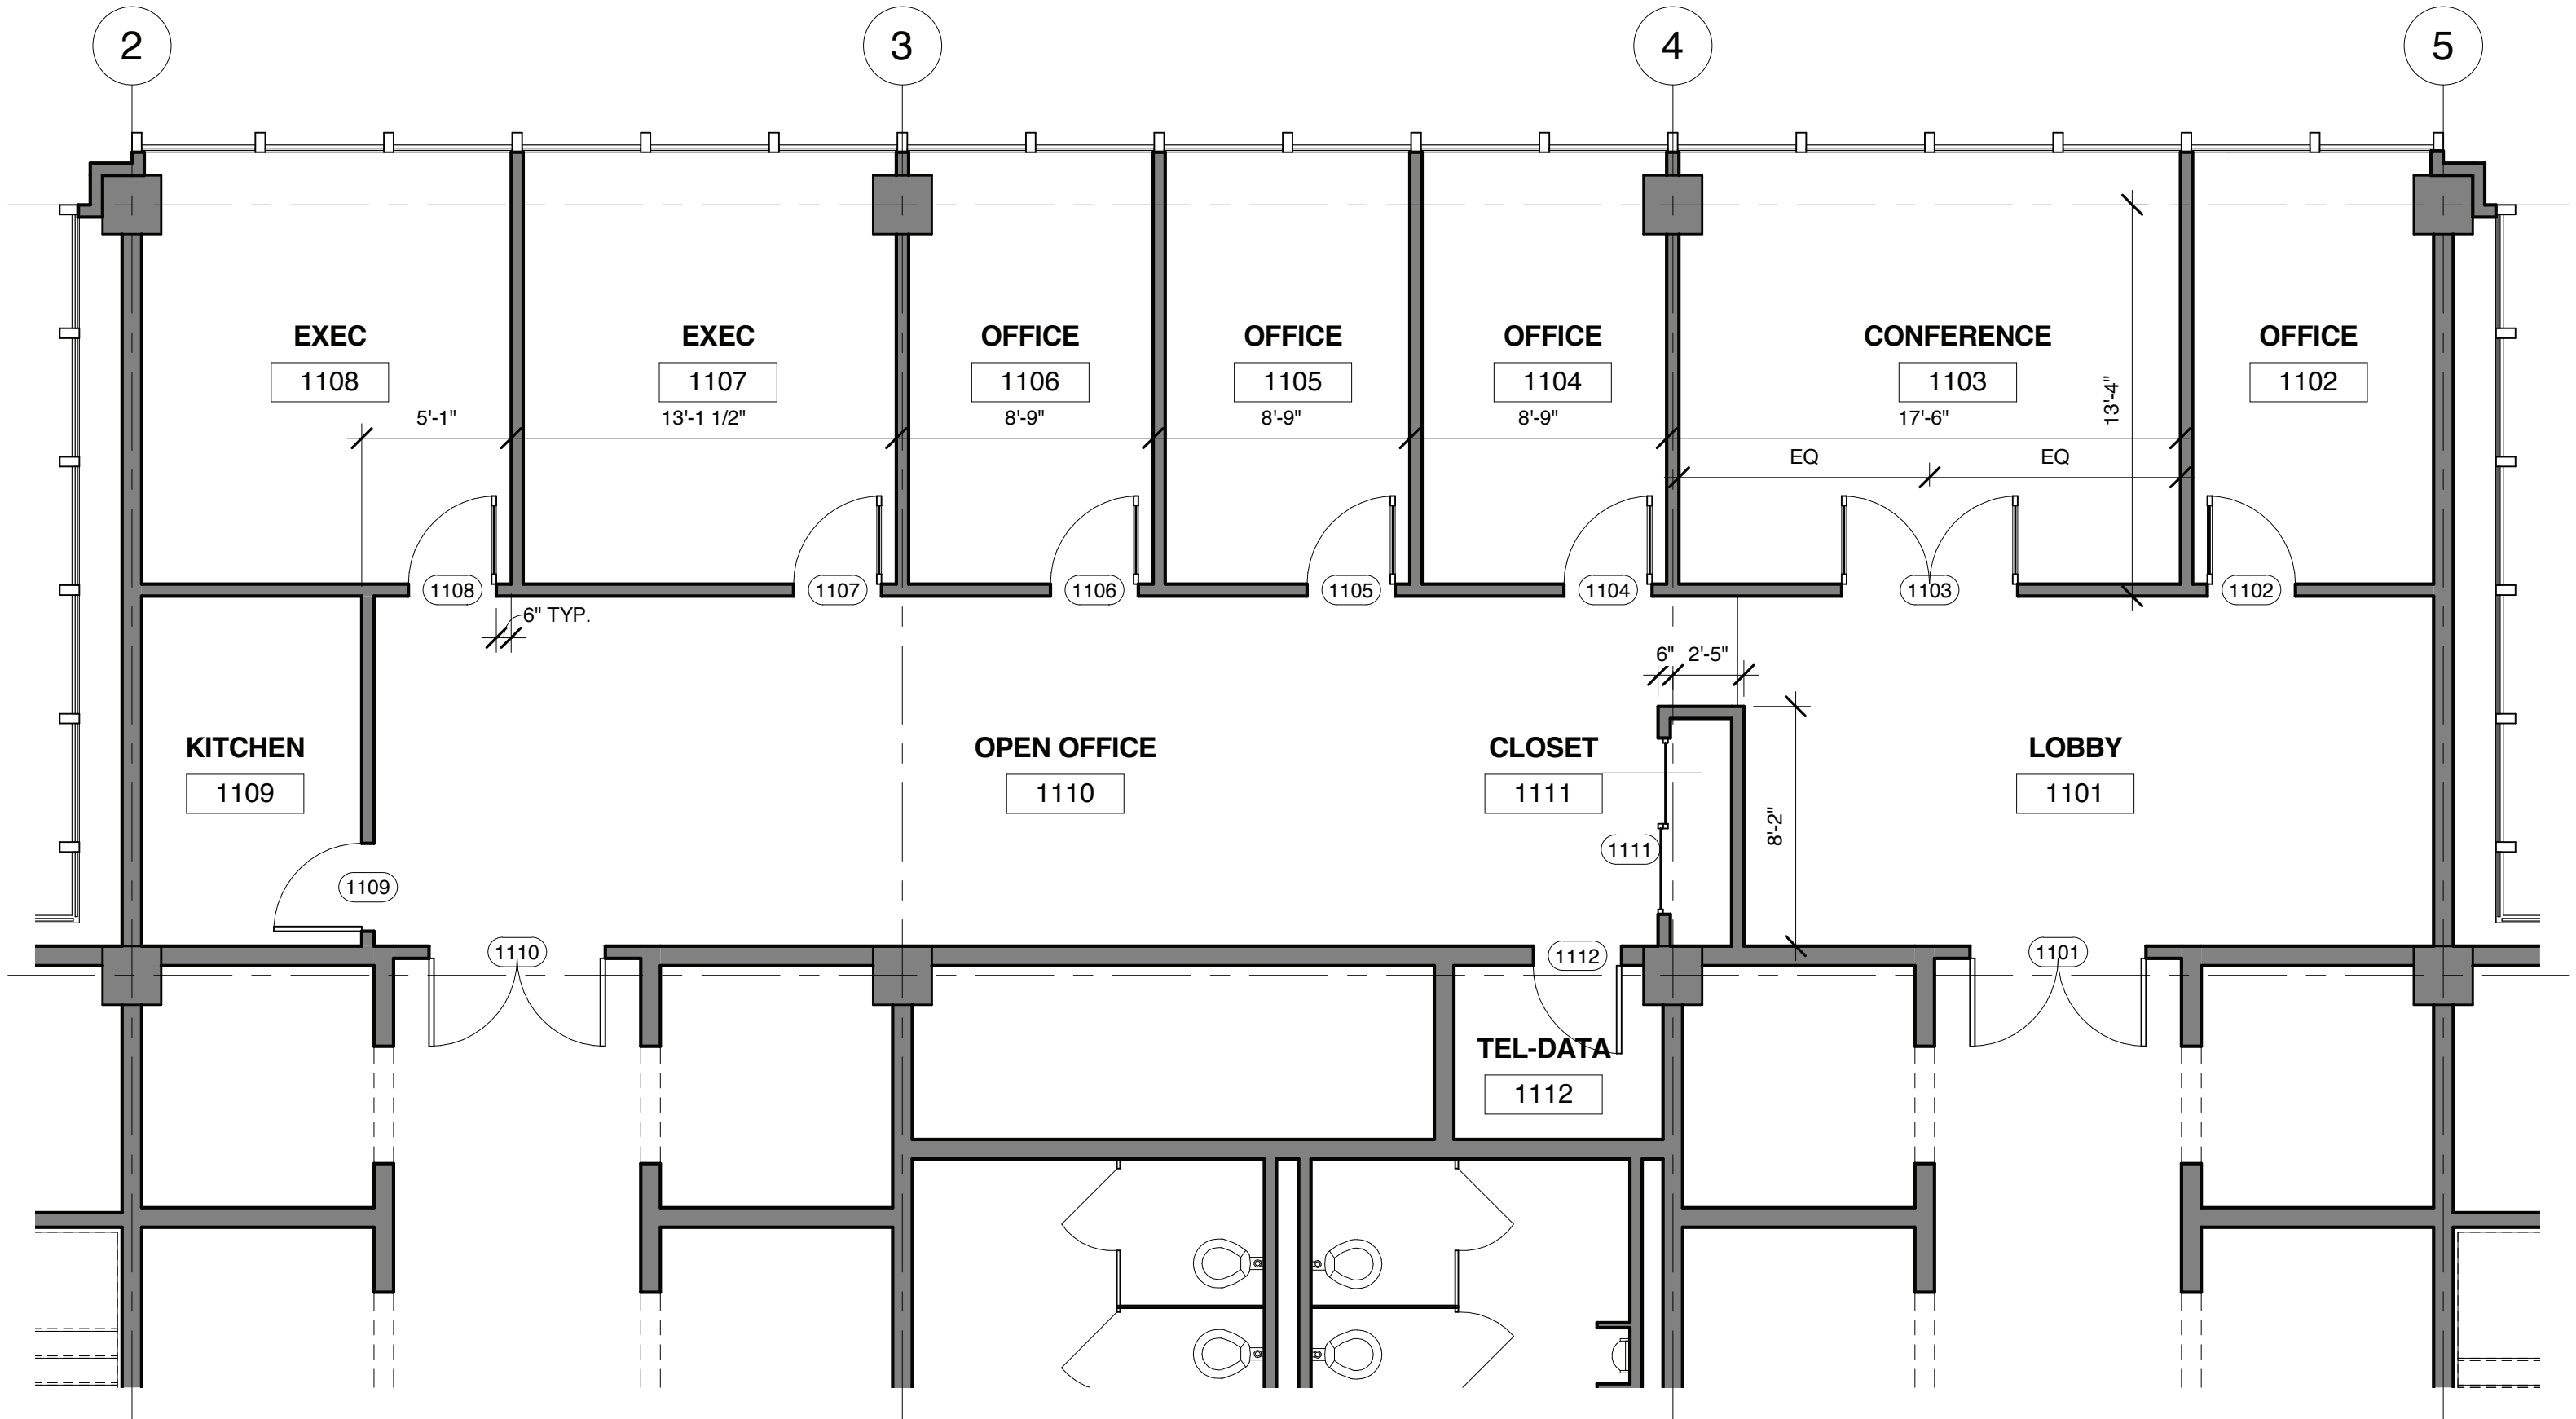 2 3 4 5
EXEC EXEC OFFICE OFFICE OFFICE CONFERENCE OFFICE
1108 1107 1106 1105 1104 1103 1102
5'-1" 13'-1 1/2" 8'-9" 8'-9" 8'-9" 17'-6" 13'-4"
EQ EQ
1108 1107 1106 1105 1104 1103 1102
6" TYP.
6" 2'-5"
KITCHEN OPEN OFFICE CLOSET LOBBY
1109 1110 1111 1101
8'-2"
1111
1109
1110 1112 1101
TEL-DATA
1112